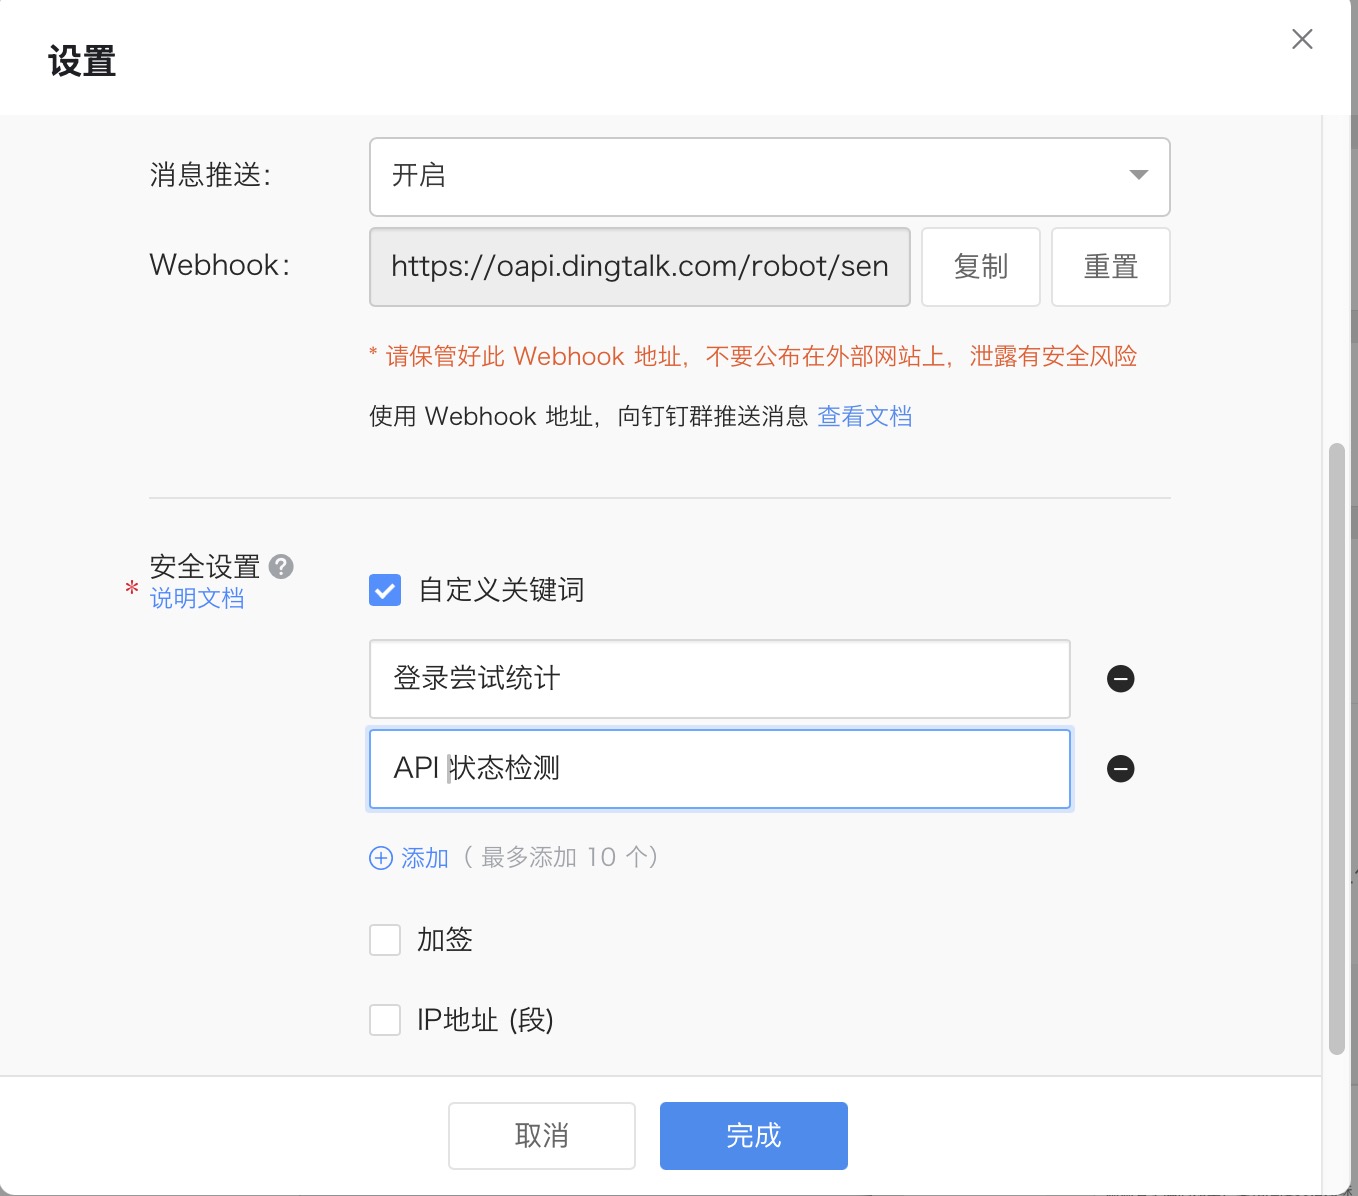 设置
消息推送：
开启
Webhook：
https://oapi.dingtalk.com/robot/sen
复制
重置
* 请保管好此 Webhook 地址，不要公布在外部网站上，泄露有安全风险
使用 Webhook 地址，向钉钉群推送消息 查看文档
* 安全设置
说明文档
自定义关键词
登录尝试统计
API 状态检测
添加（ 最多添加 10 个）
加签
IP地址 (段)
取消
完成